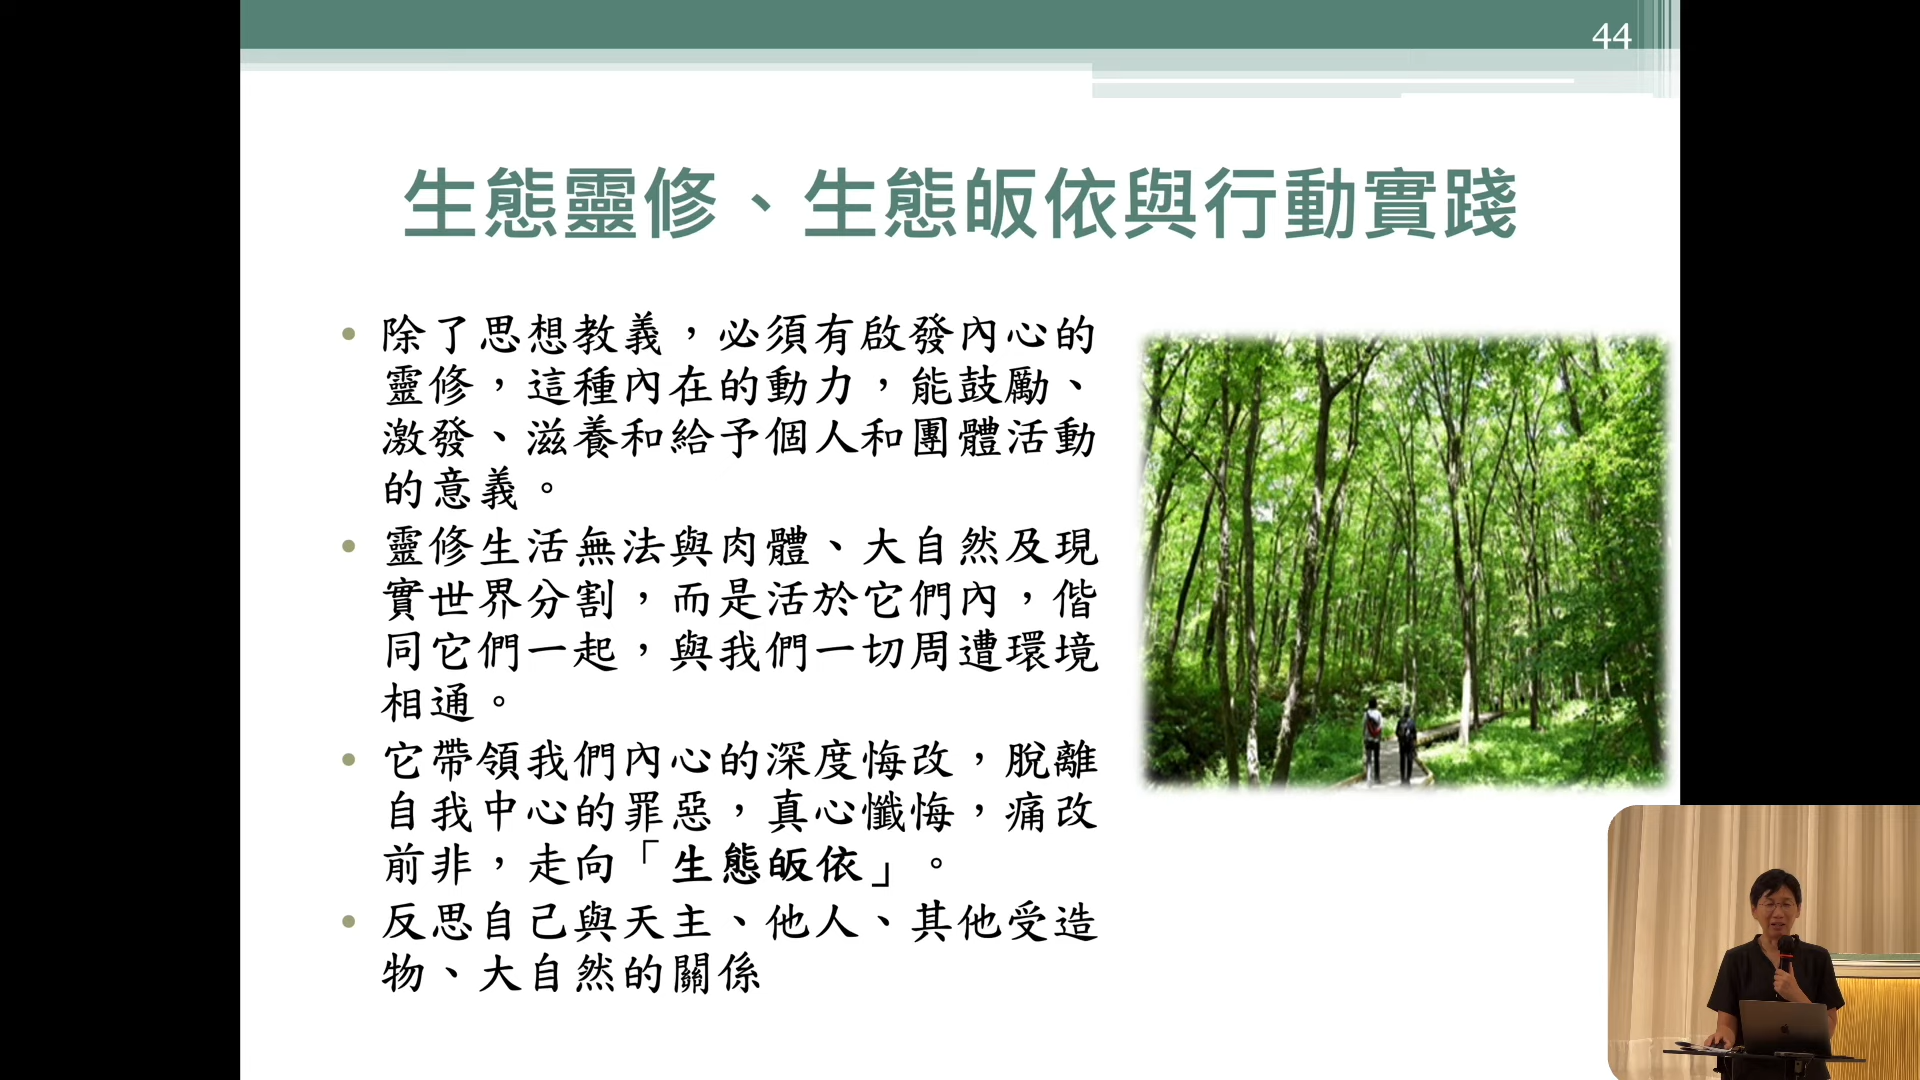 44
生態靈修、生態皈依與行動實踐
• 除了思想教義，必須有啟發內心的
靈修，這種內在的動力，能鼓勵、
激發、滋養和給予個人和團體活動
的意義。
• 靈修生活無法與肉體、大自然及現
實世界分割，而是活於它們內，偕
同它們一起，與我們一切周遭環境
相通。
• 它帶領我們內心的深度悔改，脫離
自我中心的罪惡，真心懺悔，痛改
前非，走向「生態皈依」。
• 反思自己與天主、他人、其他受造
物、大自然的關係